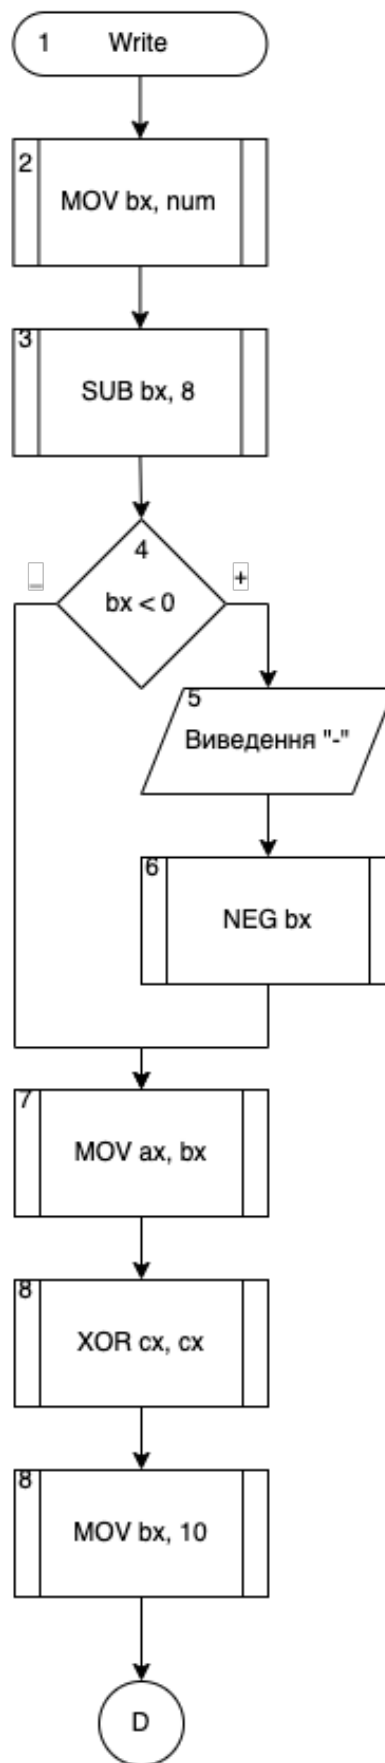 1 Write
2
MOV bx, num
3
SUB bx, 8
4
bx < 0
_ +
5
Виведення "-"
6
NEG bx
7
MOV ax, bx
8
XOR cx, cx
8
MOV bx, 10
D